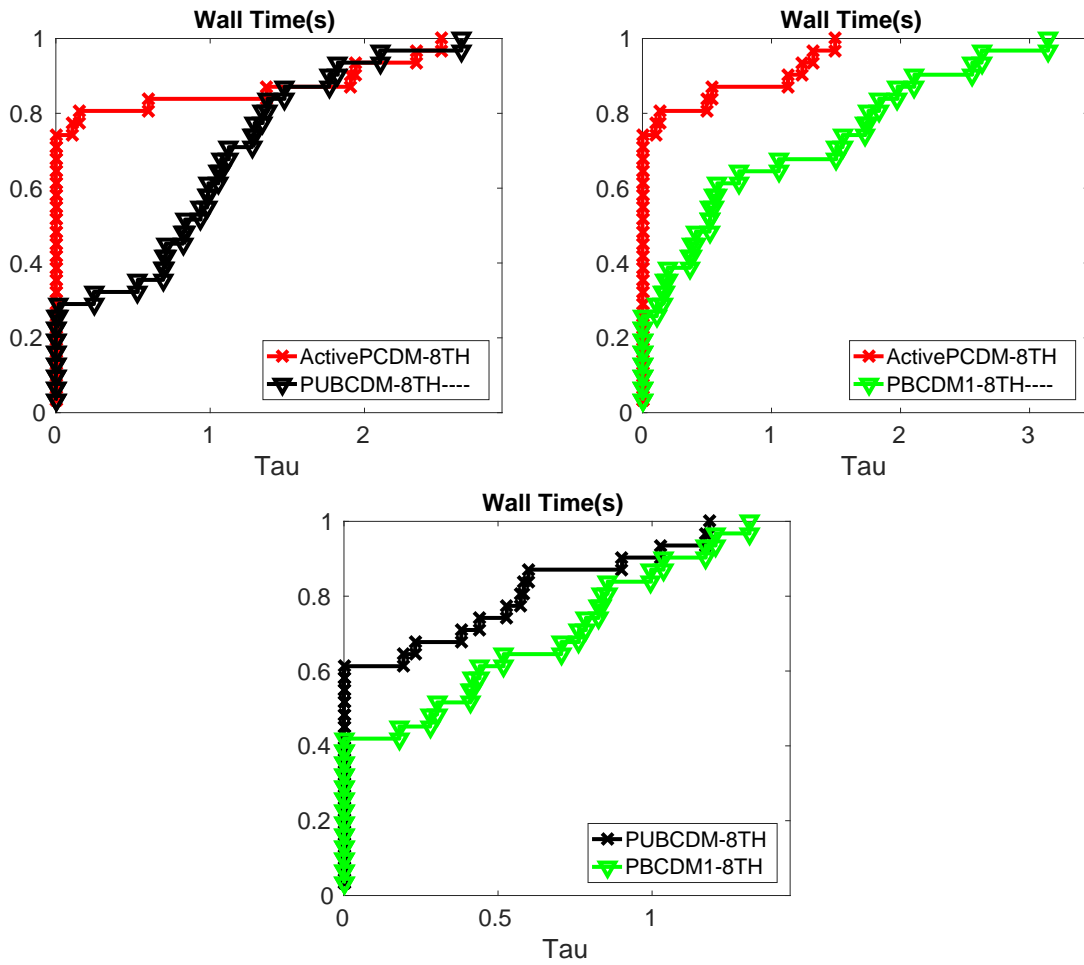 Wall Time(s)
1
0.8
0.6
0.4
0.2
0
0
1
2
Tau
ActivePCDM-8TH
PUBCDM-8TH----
Wall Time(s)
1
0.8
0.6
0.4
0.2
0
0
1
2
3
Tau
ActivePCDM-8TH
PBCDM1-8TH----
Wall Time(s)
1
0.8
0.6
0.4
0.2
0
0
0.5
1
Tau
PUBCDM-8TH
PBCDM1-8TH